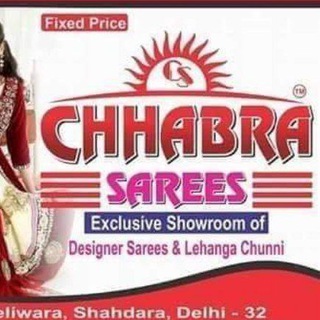 Fixed Price
CS
TM
CHHABRA
SAREES
Exclusive Showroom of
Designer Sarees & Lehanga Chunni
eliwara, Shahdara, Delhi - 32